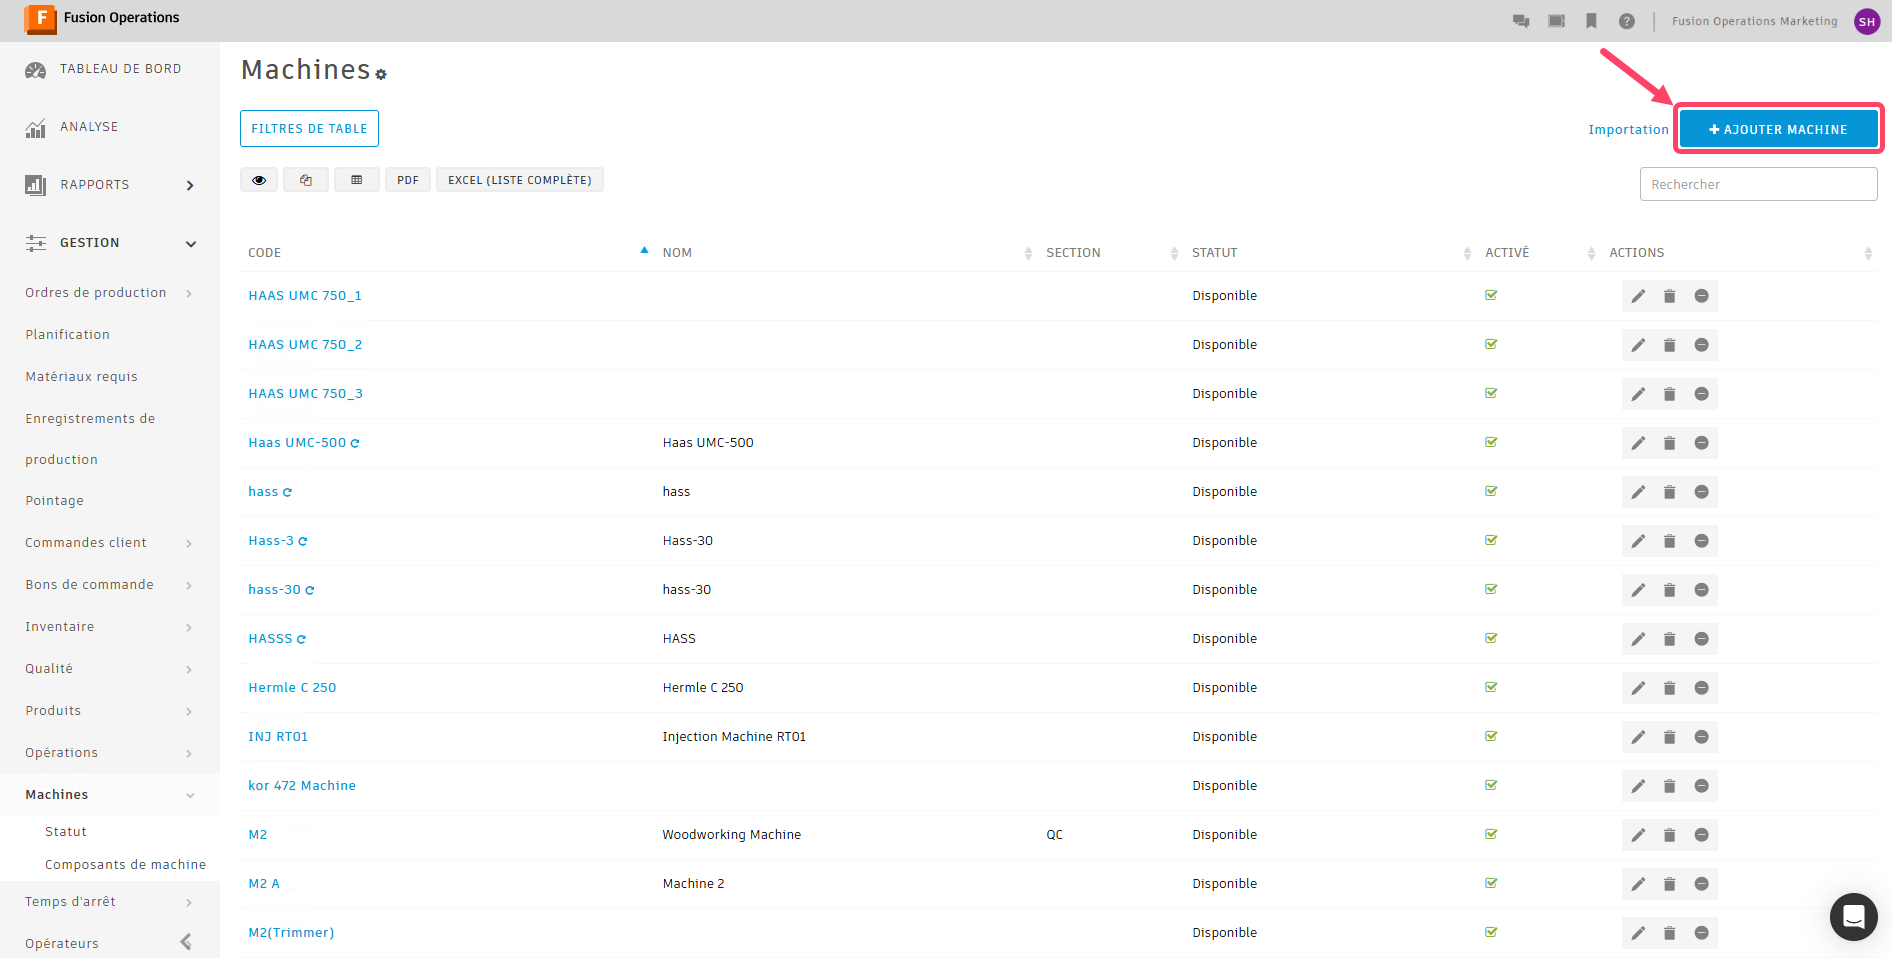 F Fusion Operations
Fusion Operations Marketing SH
TABLEAU DE BORD
ANALYSE
RAPPORTS
GESTION
Ordres de production
Planification
Matériaux requis
Enregistrements de
production
Pointage
Commandes client
Bons de commande
Inventaire
Qualité
Produits
Opérations
Machines
Statut
Composants de machine
Temps d'arrêt
Opérateurs
Machines
FILTRES DE TABLE
Importation
+ AJOUTER MACHINE
PDF
EXCEL (LISTE COMPLÈTE)
Rechercher
CODE NOM SECTION STATUT ACTIVÉ ACTIONS
HAAS UMC 750_1 Disponible
HAAS UMC 750_2 Disponible
HAAS UMC 750_3 Disponible
Haas UMC-500 Haas UMC-500 Disponible
hass hass Disponible
Hass-3 Hass-30 Disponible
hass-30 hass-30 Disponible
HASSS HASS Disponible
Hermle C 250 Hermle C 250 Disponible
INJ RT01 Injection Machine RT01 Disponible
kor 472 Machine Disponible
M2 Woodworking Machine QC Disponible
M2 A Machine 2 Disponible
M2(Trimmer) Disponible